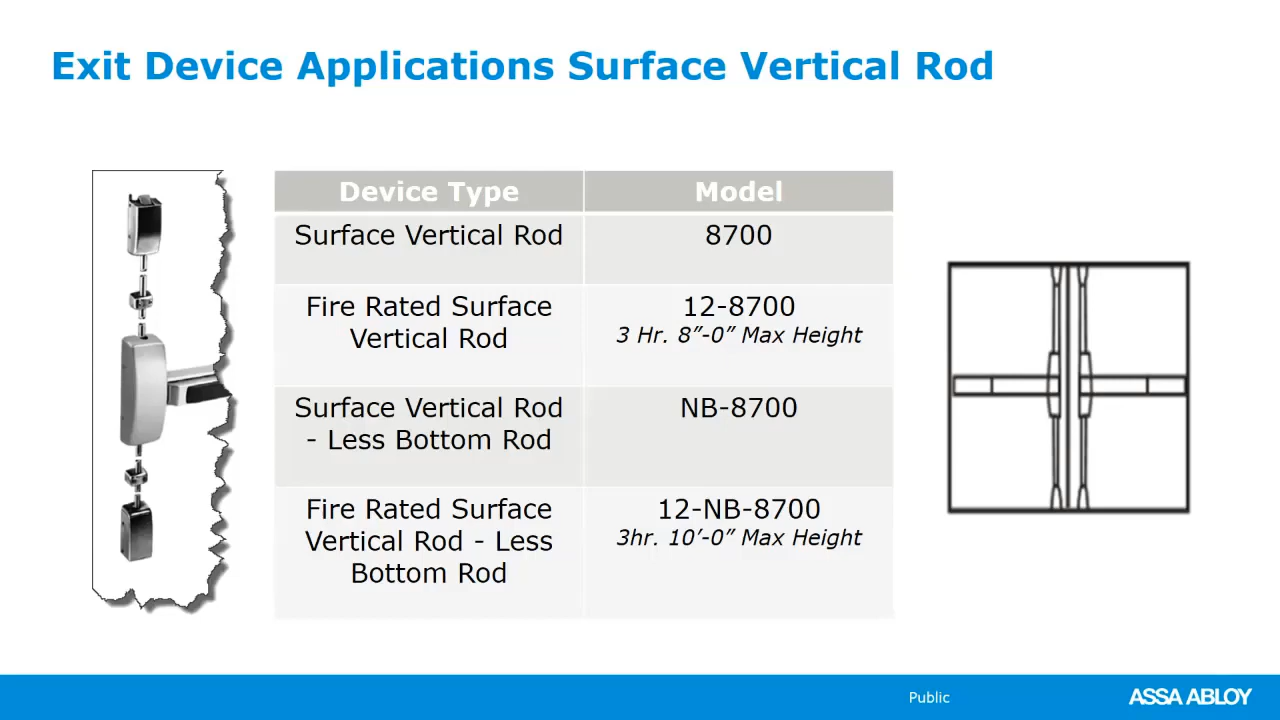 Exit Device Applications Surface Vertical Rod
Device Type
Model
Surface Vertical Rod
8700
Fire Rated Surface
Vertical Rod
12-8700
3 Hr. 8”-0” Max Height
Surface Vertical Rod
- Less Bottom Rod
NB-8700
Fire Rated Surface
Vertical Rod - Less
Bottom Rod
12-NB-8700
3hr. 10’-0” Max Height
Public
ASSA ABLOY